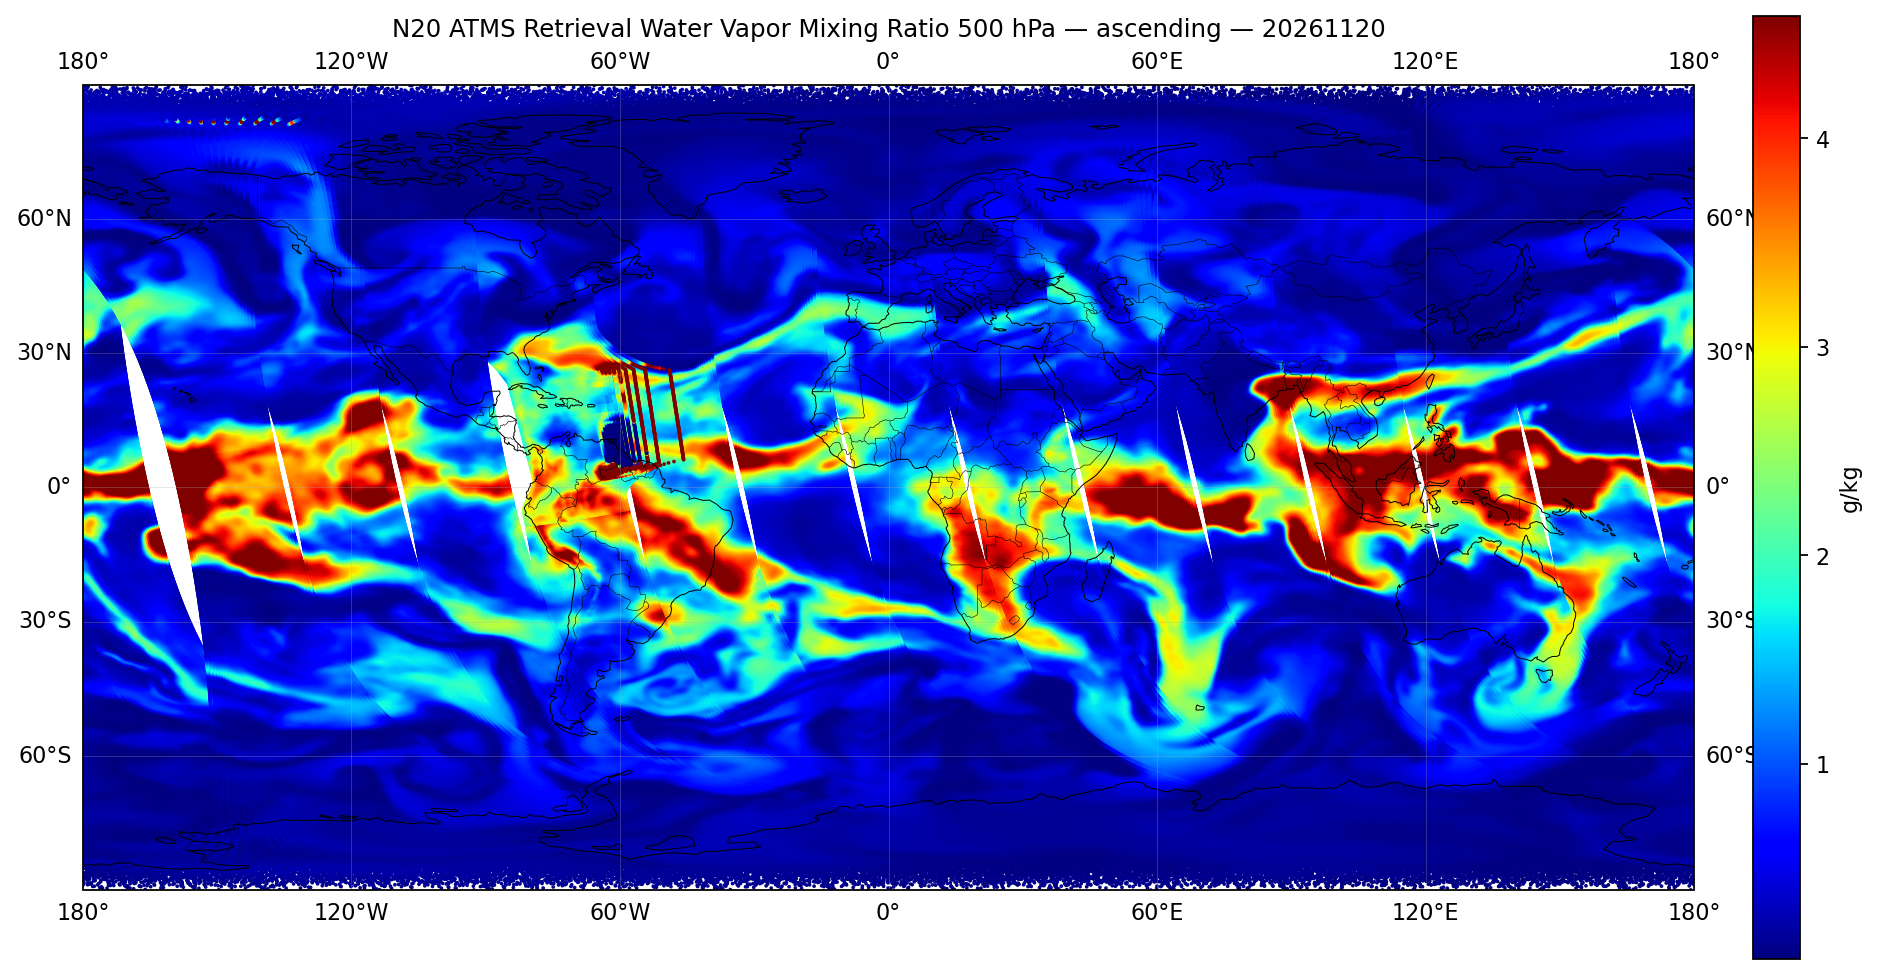 N20 ATMS Retrieval Water Vapor Mixing Ratio 500 hPa — ascending — 20261120
180° 120°W 60°W 0° 60°E 120°E 180°
4
60°N 60°N
30°N 30°N
3
0° 0°
g/kg
2
30°S 30°S
60°S 60°S
1
180° 120°W 60°W 0° 60°E 120°E 180°